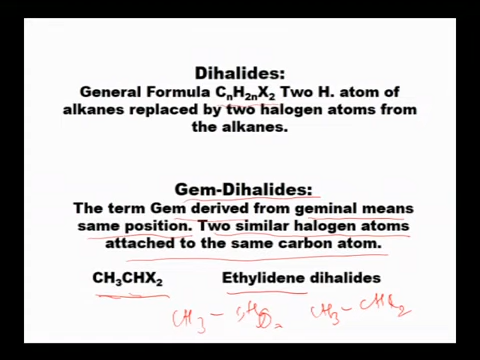 Dihalides:
General Formula CₙH₂ₙX₂ Two H. atom of
alkanes replaced by two halogen atoms from
the alkanes.
Gem-Dihalides:
The term Gem derived from geminal means
same position. Two similar halogen atoms
attached to the same carbon atom.
CH₃CHX₂ Ethylidene dihalides
CH₃ – CH₃ –